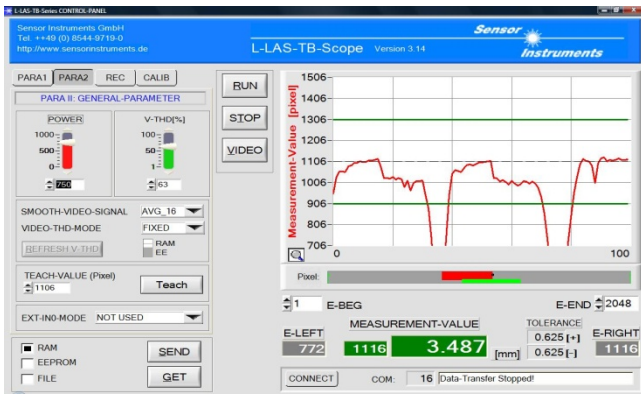 L-LAS-TB-Series CONTROL-PANEL
Sensor Instruments GmbH
Tel. ++49 (0) 8544-9719-0
http://www.sensorinstruments.de
L-LAS-TB-Scope Version 3.14
Sensor
Instruments
PARA1 PARA2 REC CALIB
PARA II: GENERAL-PARAMETER
POWER V-THD[%]
1000 100
500 50
0 1
750 63
SMOOTH-VIDEO-SIGNAL AVG_16
VIDEO-THD-MODE FIXED
REFRESH V-THD RAM
EE
TEACH-VALUE (Pixel)
1106 Teach
EXT-IN0-MODE NOT USED
RAM
EEPROM
FILE
SEND
GET
RUN
STOP
VIDEO
Measurement-Value [pixel]
1506
1406
1306
1206
1106
1006
906
806
706
0 100
Pixel:
1 E-BEG E-END 2048
E-LEFT MEASUREMENT-VALUE TOLERANCE E-RIGHT
772 1116 3.487 [mm] 0.625 [+] 1116
0.625 [-]
CONNECT COM: 16 Data-Transfer Stopped!